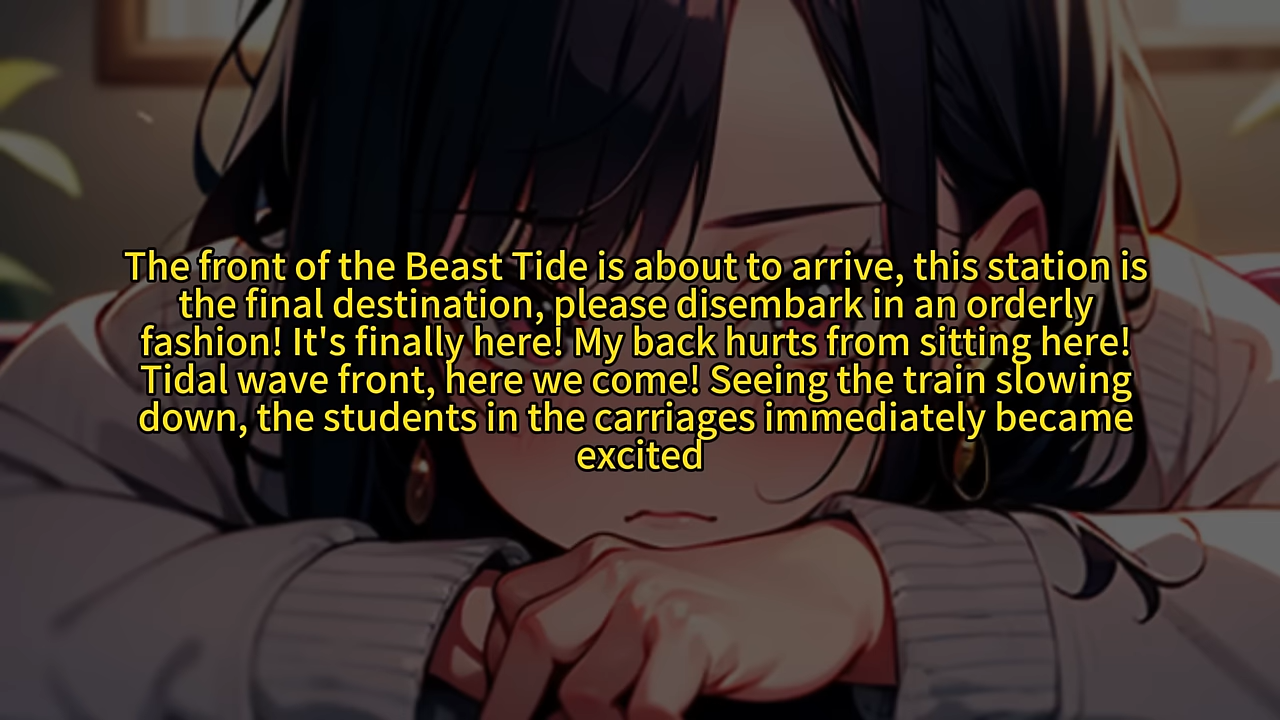 The front of the Beast Tide is about to arrive, this station is
the final destination, please disembark in an orderly
fashion! It's finally here! My back hurts from sitting here!
Tidal wave front, here we come! Seeing the train slowing
down, the students in the carriages immediately became
excited